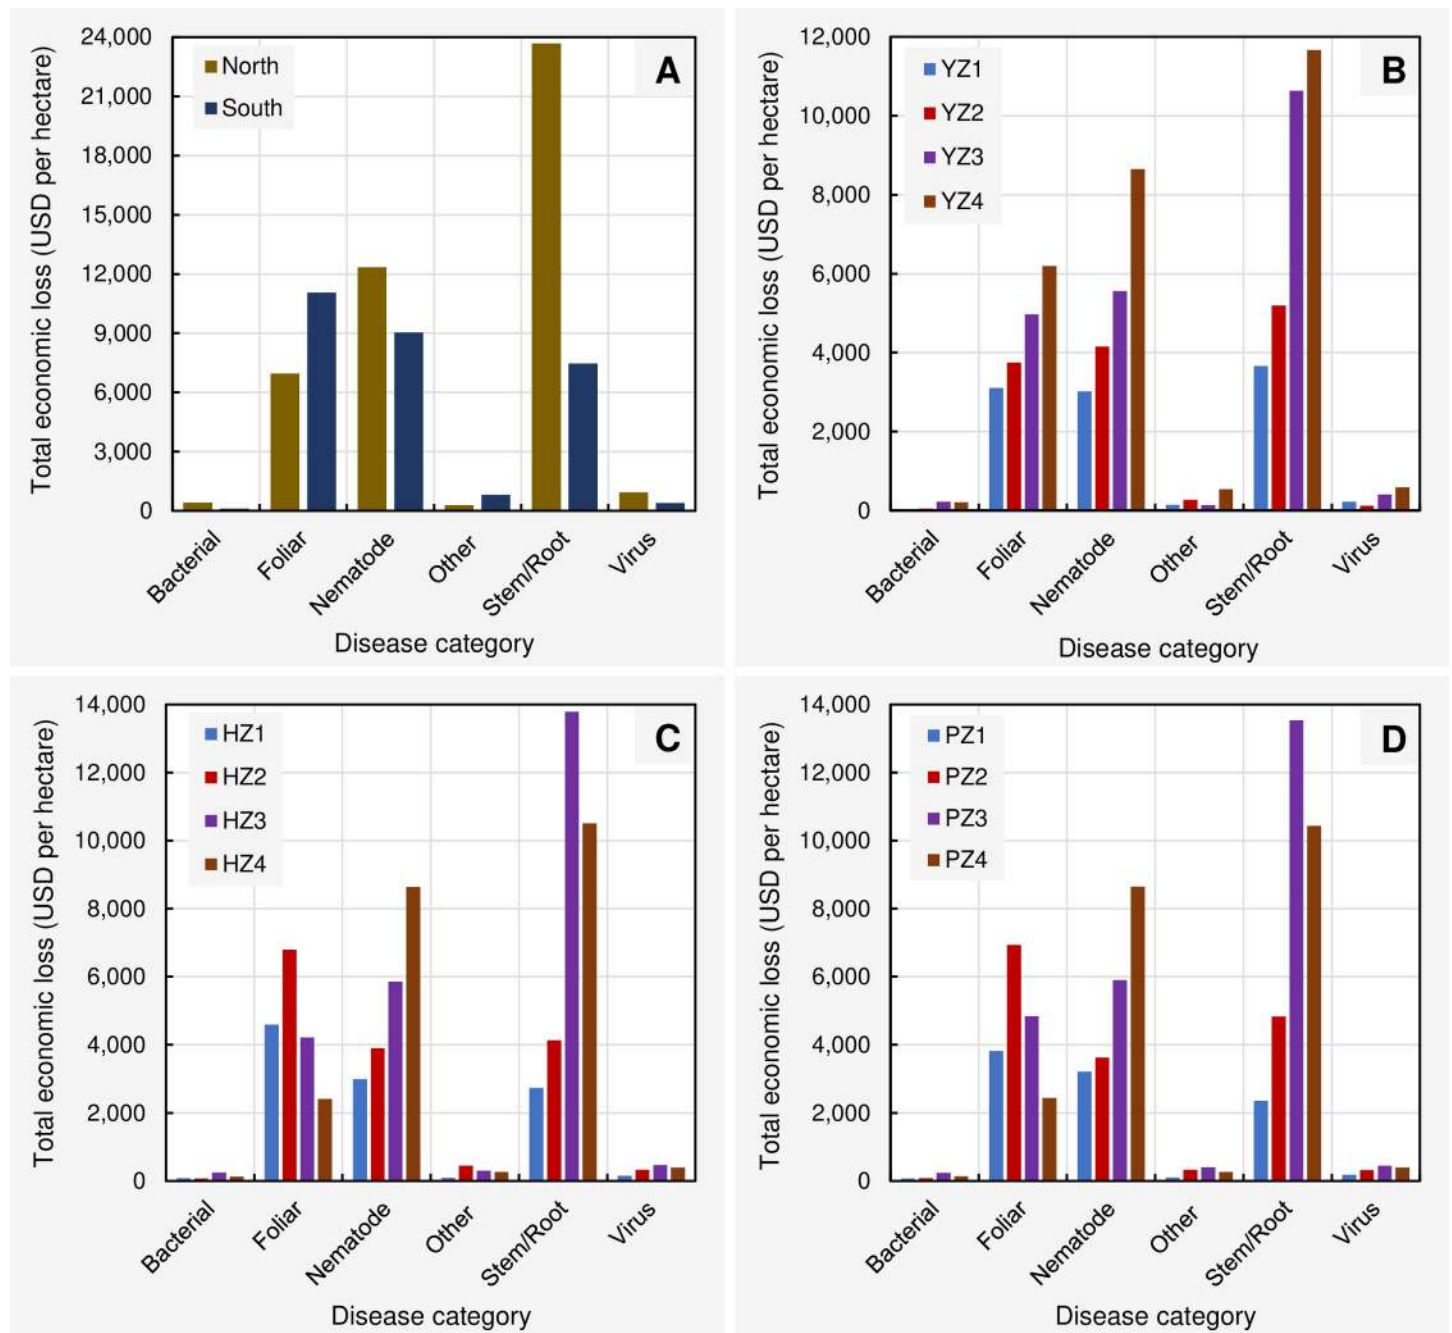 A
Total economic loss (USD per hectare)
24,000
21,000
18,000
15,000
12,000
9,000
6,000
3,000
0
North
South
Bacterial
Foliar
Nematode
Other
Stem/Root
Virus
Disease category
B
Total economic loss (USD per hectare)
12,000
10,000
8,000
6,000
4,000
2,000
0
YZ1
YZ2
YZ3
YZ4
Bacterial
Foliar
Nematode
Other
Stem/Root
Virus
Disease category
C
Total economic loss (USD per hectare)
14,000
12,000
10,000
8,000
6,000
4,000
2,000
0
HZ1
HZ2
HZ3
HZ4
Bacterial
Foliar
Nematode
Other
Stem/Root
Virus
Disease category
D
Total economic loss (USD per hectare)
14,000
12,000
10,000
8,000
6,000
4,000
2,000
0
PZ1
PZ2
PZ3
PZ4
Bacterial
Foliar
Nematode
Other
Stem/Root
Virus
Disease category